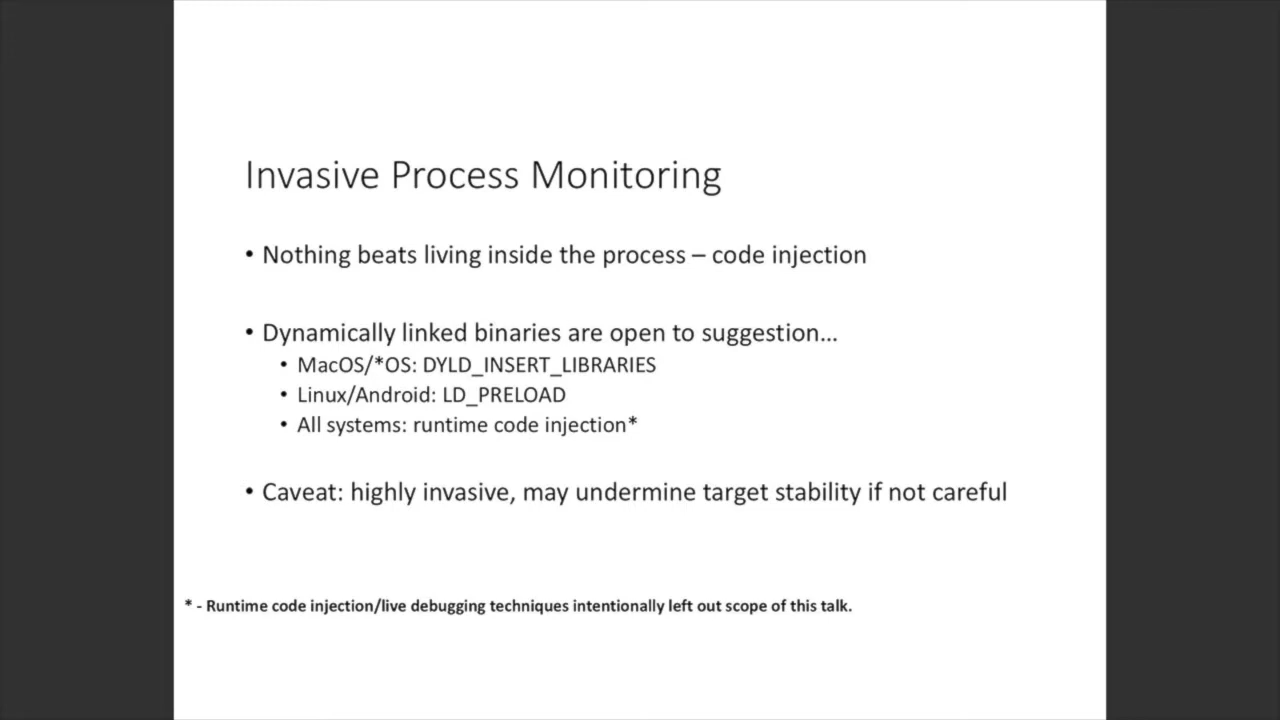 Invasive Process Monitoring
• Nothing beats living inside the process – code injection
• Dynamically linked binaries are open to suggestion…
• MacOS/*OS: DYLD_INSERT_LIBRARIES
• Linux/Android: LD_PRELOAD
• All systems: runtime code injection*
• Caveat: highly invasive, may undermine target stability if not careful
* - Runtime code injection/live debugging techniques intentionally left out scope of this talk.